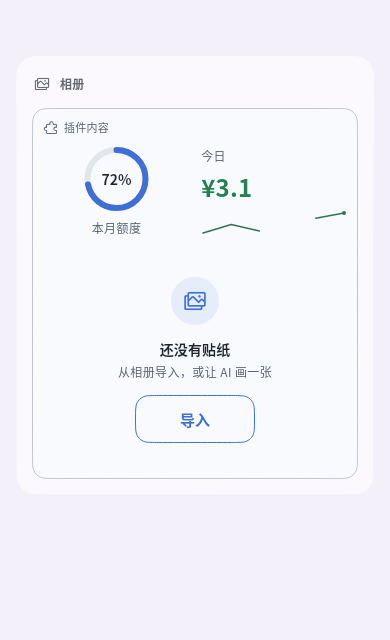 相册
插件内容
72%
本月额度
今日
¥3.1
还没有贴纸
从相册导入，或让 AI 画一张
导入